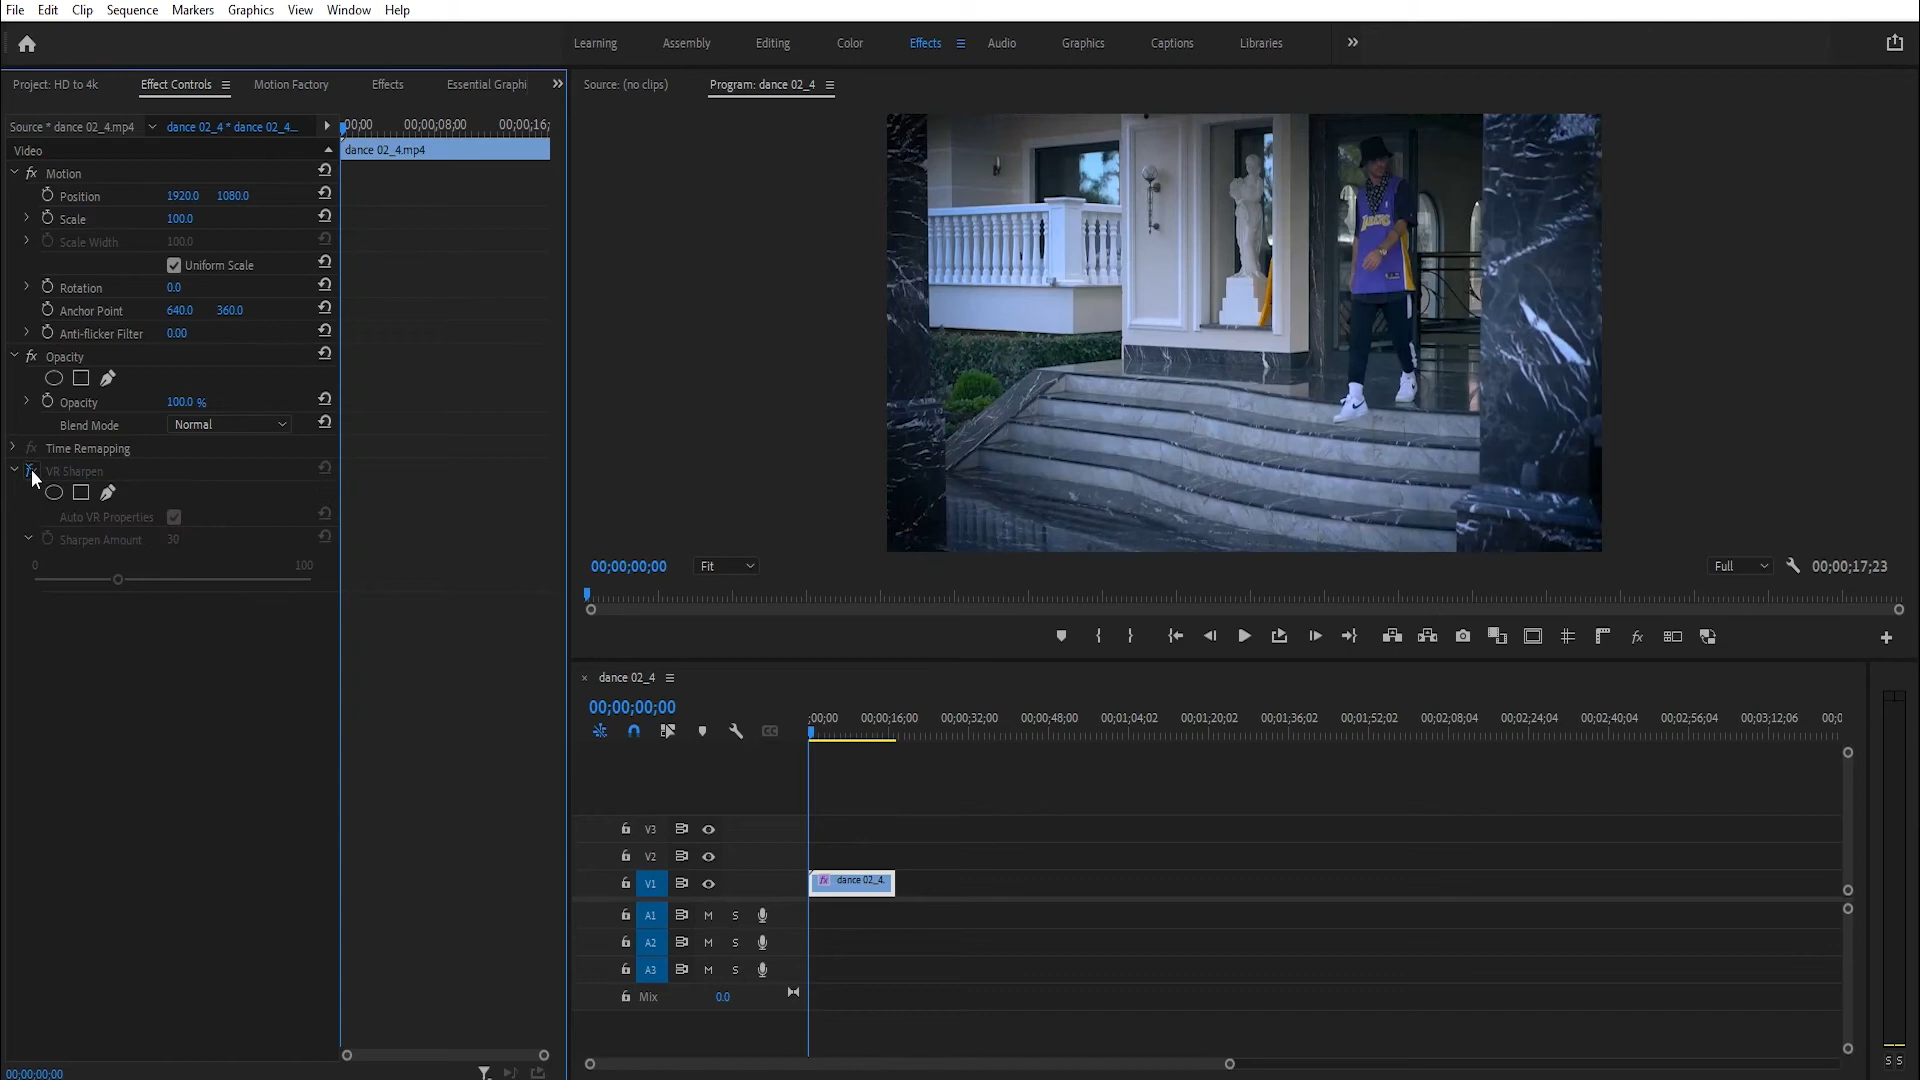 File Edit Clip Sequence Markers Graphics View Window Help
Learning Assembly Editing Color Effects Audio Graphics Captions Libraries
Project: HD to 4k Effect Controls Motion Factory Effects Essential Graphi
Source: (no clips) Program: dance 02_4
Source * dance 02_4.mp4 dance 02_4 * dance 02_4... ;00;00 00;00;08;00 00;00;16;
Video dance 02_4.mp4
fx Motion
Position 1920.0 1080.0
Scale 100.0
Scale Width 100.0
Uniform Scale
Rotation 0.0
Anchor Point 640.0 360.0
Anti-flicker Filter 0.00
fx Opacity
Opacity 100.0 %
Blend Mode Normal
fx Time Remapping
VR Sharpen
Auto VR Properties
Sharpen Amount 30
0 100
LAKERS
00;00;00;00 Fit Full 00;00;17;23
fx
dance 02_4
00;00;00;00
;00;00 00;00;16;00 00;00;32;00 00;00;48;00 00;01;04;02 00;01;20;02 00;01;36;02 00;01;52;02 00;02;08;04 00;02;24;04 00;02;40;04 00;02;56;04 00;03;12;06 00;0
V3
V2
V1 fx dance 02_4.
A1 M S
A2 M S
A3 M S
Mix 0.0
S S
00;00;00;00